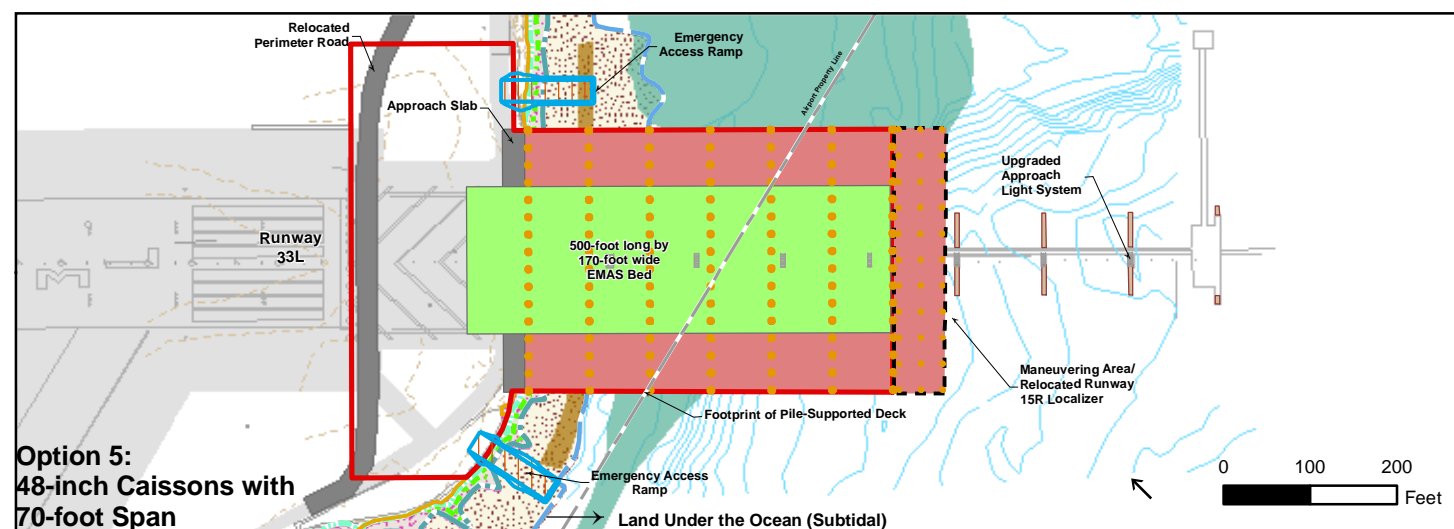 Relocated
Perimeter Road
Emergency
Access Ramp
Airport Property Line
Approach Slab
Upgraded
Approach
Light System
Runway
33L
500-foot long by
170-foot wide
EMAS Bed
Maneuvering Area/
Relocated Runway
15R Localizer
Footprint of Pile-Supported Deck
Option 5:
48-inch Caissons with
70-foot Span
Emergency Access
Ramp
Land Under the Ocean (Subtidal)
0 100 200
Feet